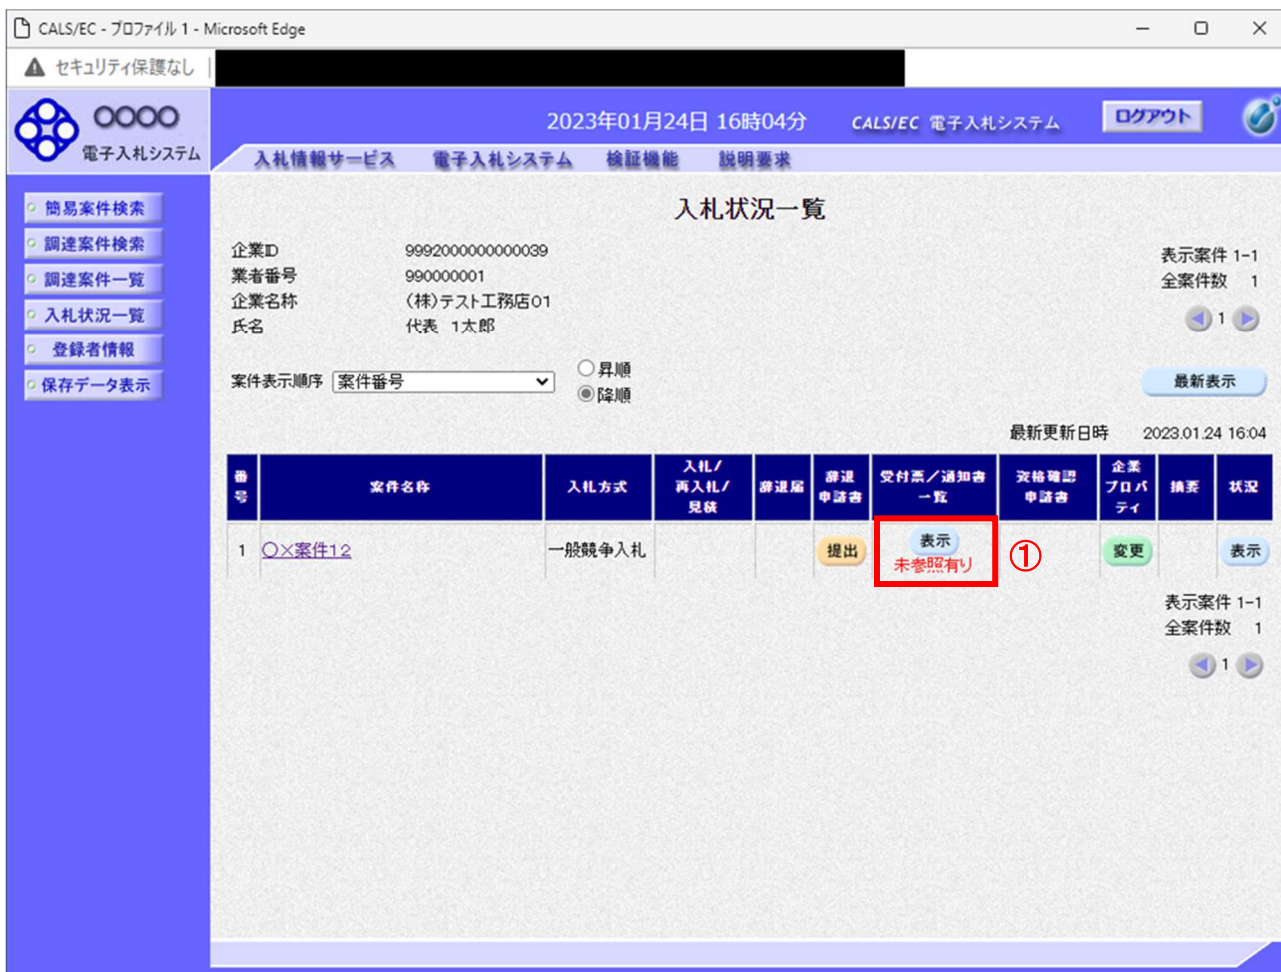 CALS/EC - プロファイル 1 - Microsoft Edge
セキュリティ保護なし
〇〇〇〇
電子入札システム
2023年01月24日 16時04分
CALS/EC 電子入札システム
ログアウト
入札情報サービス 電子入札システム 検証機能 説明要求
簡易案件検索
調達案件検索
調達案件一覧
入札状況一覧
登録者情報
保存データ表示
入札状況一覧
企業ID 9992000000000039
業者番号 990000001
企業名称 (株)テスト工務店01
氏名 代表 1太郎
表示案件 1-1
全案件数 1
1
案件表示順序 案件番号
昇順
降順
最新表示
最新更新日時 2023.01.24 16:04
番号 案件名称 入札方式 入札/再入札/見積 辞退届 辞退申請書 受付票/通知書一覧 資格確認申請書 企業プロパティ 摘要 状況
1 〇×案件12 一般競争入札 提出 表示 変更 表示
未参照有り
①
表示案件 1-1
全案件数 1
1